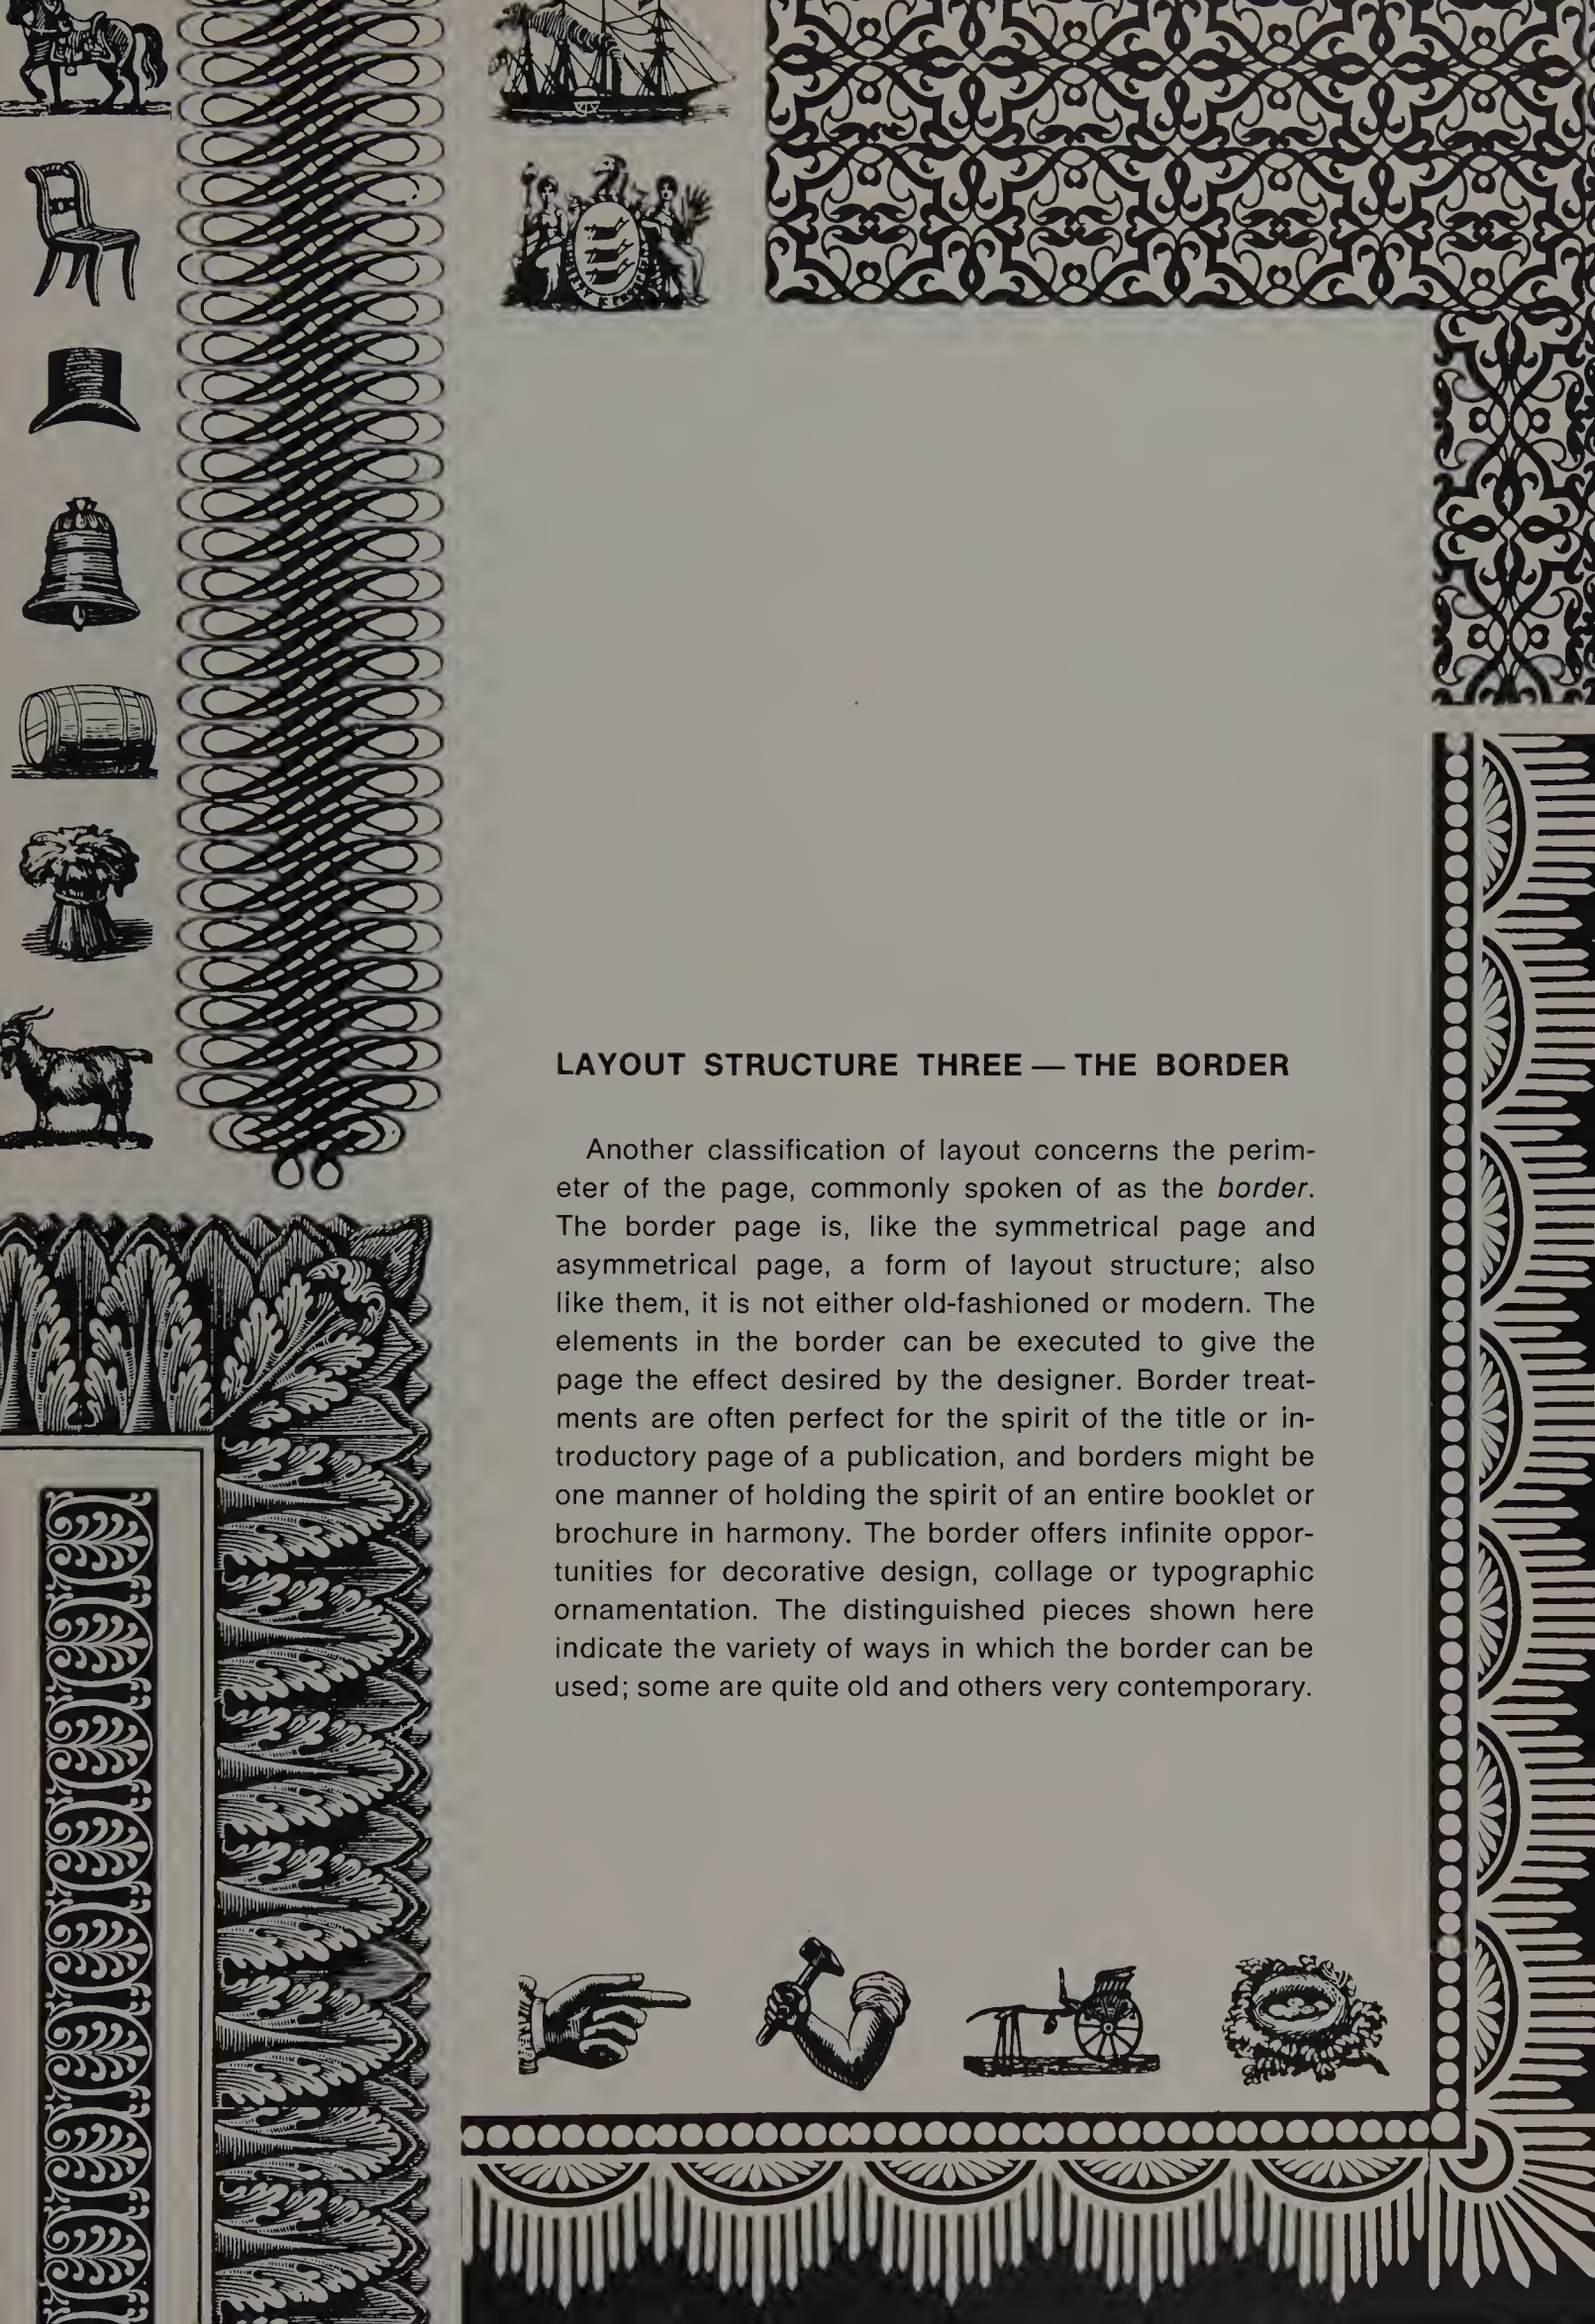 LAYOUT STRUCTURE THREE — THE BORDER
Another classification of layout concerns the perim-
eter of the page, commonly spoken of as the border.
The border page is, like the symmetrical page and
asymmetrical page, a form of layout structure; also
like them, it is not either old-fashioned or modern. The
elements in the border can be executed to give the
page the effect desired by the designer. Border treat-
ments are often perfect for the spirit of the title or in-
troductory page of a publication, and borders might be
one manner of holding the spirit of an entire booklet or
brochure in harmony. The border offers infinite oppor-
tunities for decorative design, collage or typographic
ornamentation. The distinguished pieces shown here
indicate the variety of ways in which the border can be
used; some are quite old and others very contemporary.